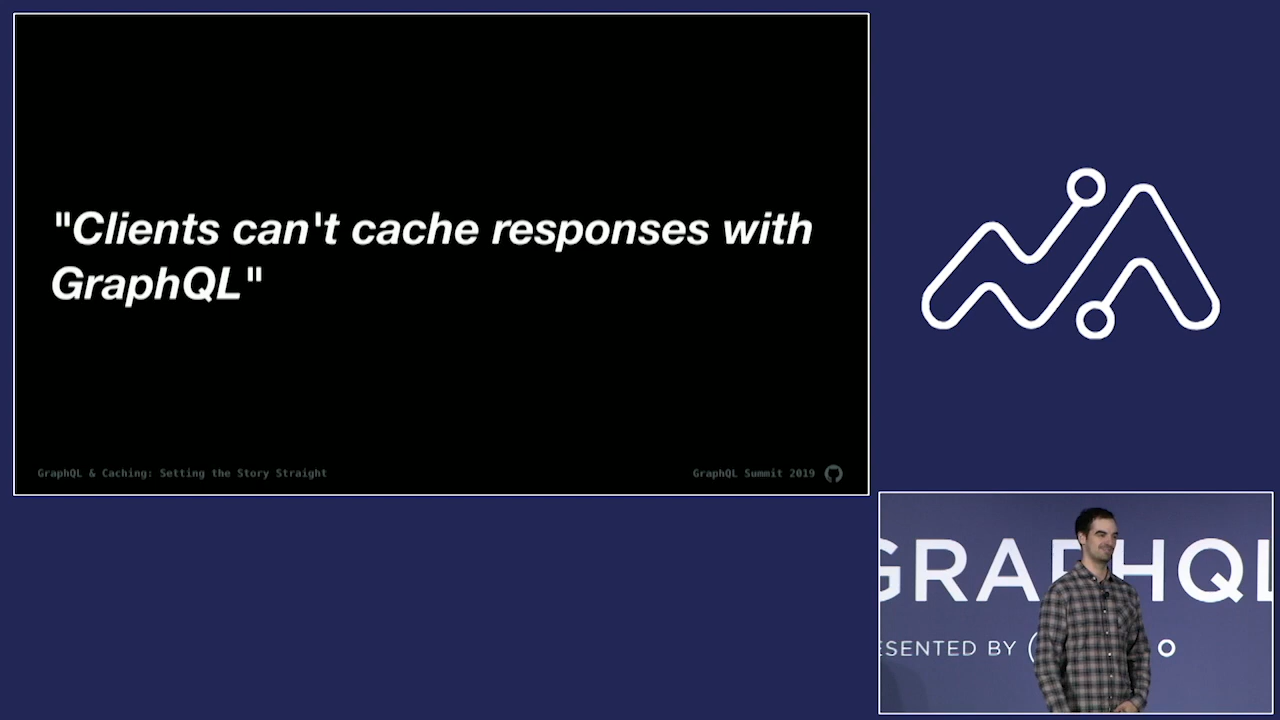 "Clients can't cache responses with
GraphQL"
GraphQL & Caching: Setting the Story Straight
GraphQL Summit 2019
GRAPHQL
ESENTED BY